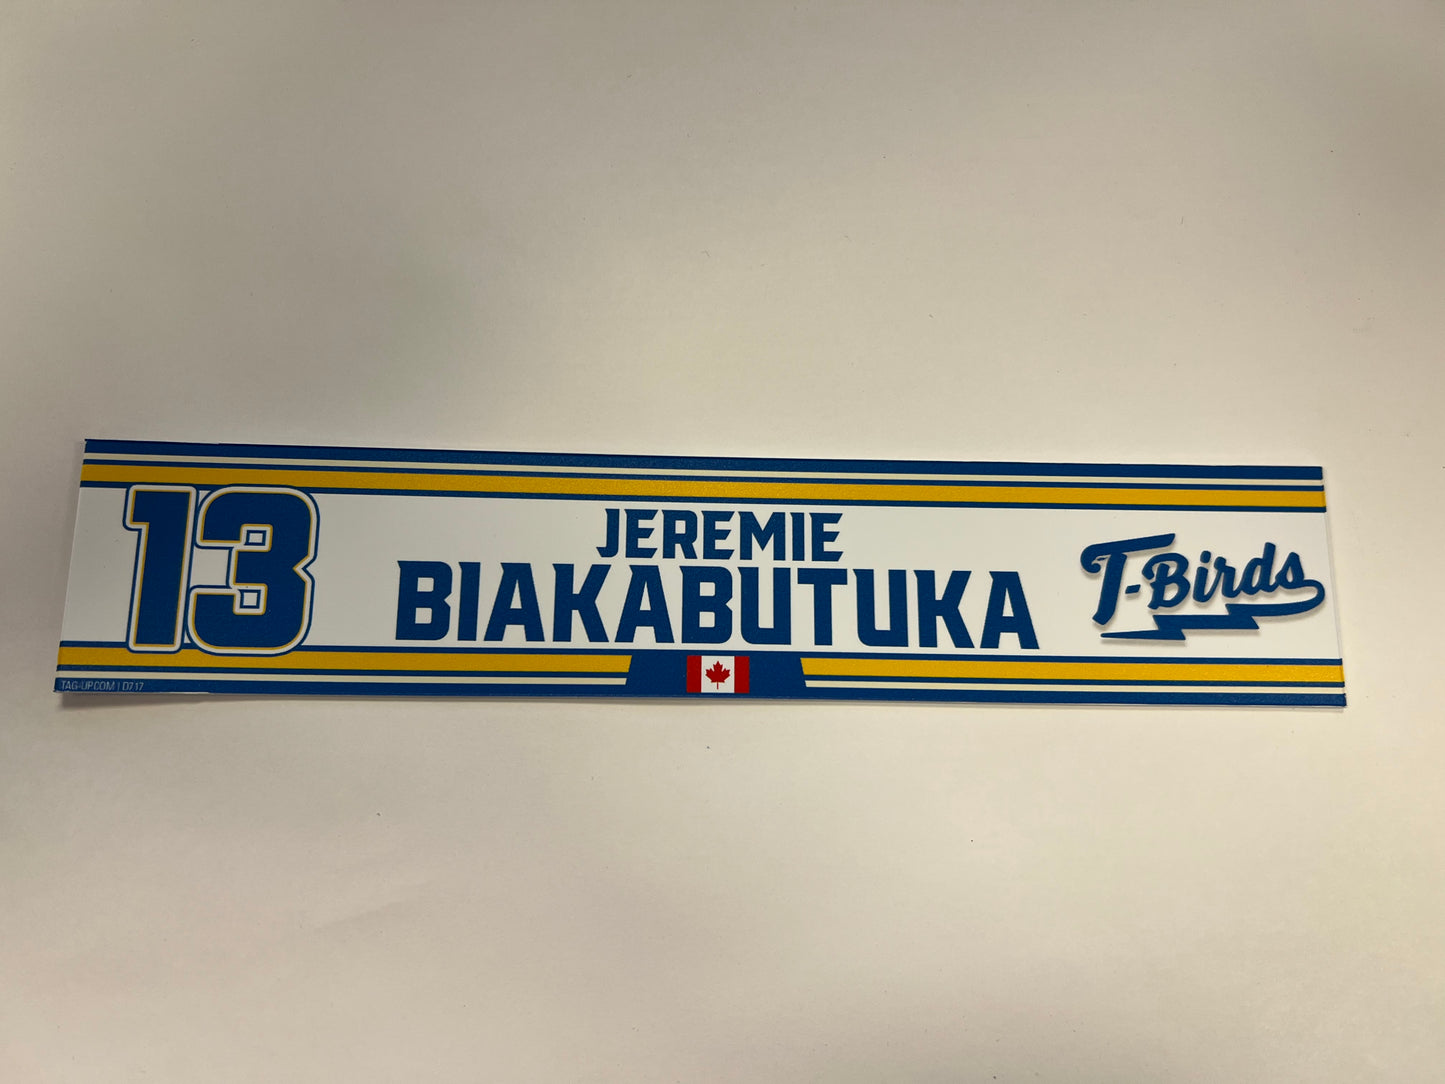 13
JEREMIE
BIAKABUTUKA
T-Birds
TAG-UP.COM | D717